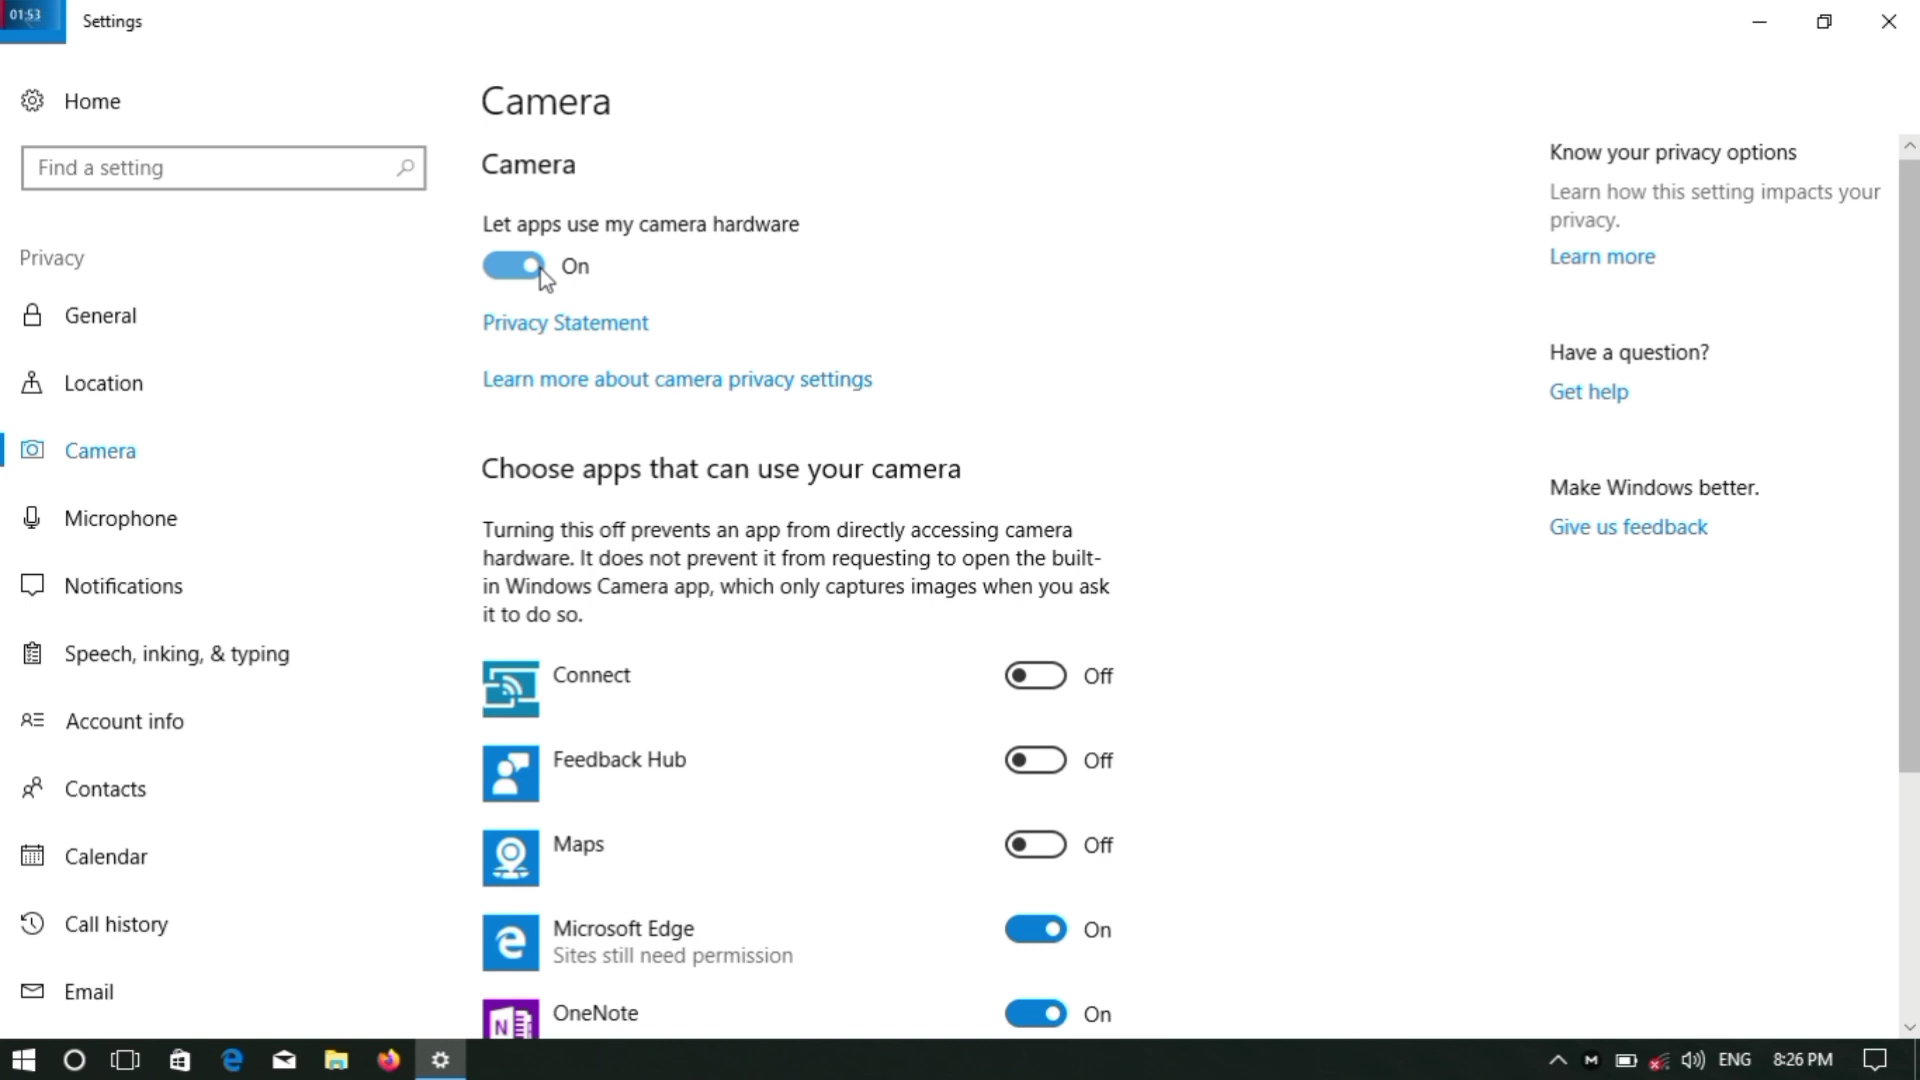 01:53
Settings
Home
Find a setting
Privacy
General
Location
Camera
Microphone
Notifications
Speech, inking, & typing
Account info
Contacts
Calendar
Call history
Email
Camera
Camera
Let apps use my camera hardware
On
Privacy Statement
Learn more about camera privacy settings
Choose apps that can use your camera
Turning this off prevents an app from directly accessing camera
hardware. It does not prevent it from requesting to open the built-
in Windows Camera app, which only captures images when you ask
it to do so.
Connect Off
Feedback Hub Off
Maps Off
Microsoft Edge On
Sites still need permission
OneNote On
Know your privacy options
Learn how this setting impacts your
privacy.
Learn more
Have a question?
Get help
Make Windows better.
Give us feedback
ENG 8:26 PM